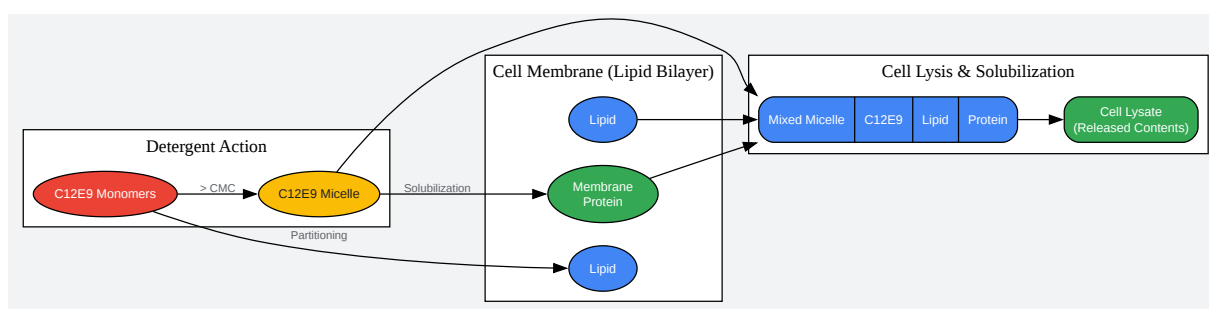 Detergent Action
C12E9 Monomers
> CMC
C12E9 Micelle
Solubilization
Partitioning
Cell Membrane (Lipid Bilayer)
Lipid
Membrane
Protein
Lipid
Cell Lysis & Solubilization
Mixed Micelle
C12E9
Lipid
Protein
Cell Lysate
(Released Contents)